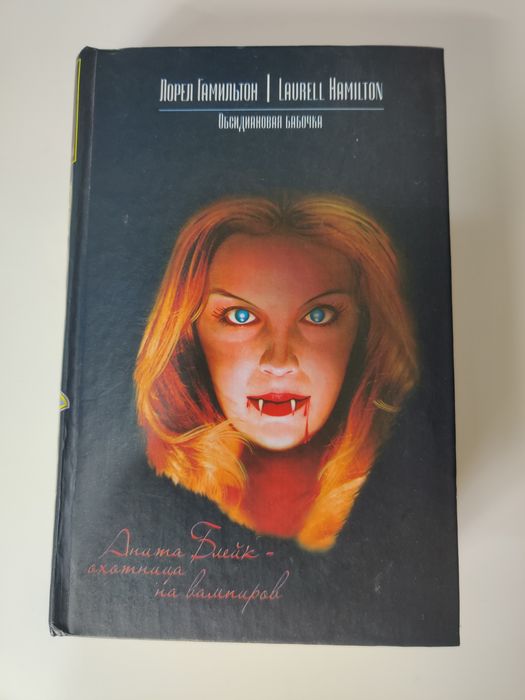 Лорел Гамильтон | Laurell Hamilton
Обсидиановая бабочка
Анита Блейк -
охотница
на вампиров